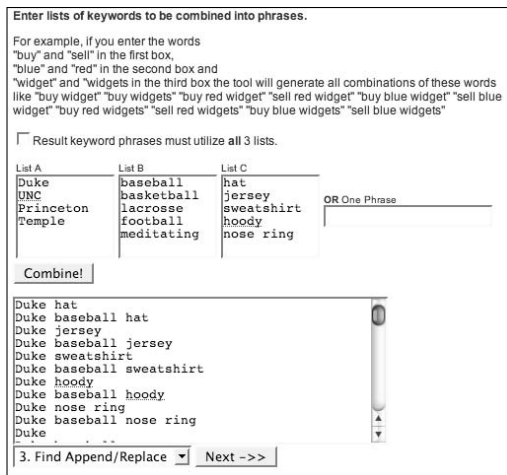 Enter lists of keywords to be combined into phrases.
For example, if you enter the words
"buy" and "sell" in the first box,
"blue" and "red" in the second box and
"widget" and "widgets in the third box the tool will generate all combinations of these words
like "buy widget" "buy widgets" "buy red widget" "sell red widget" "buy blue widget" "sell blue
widget" "buy red widgets" "sell red widgets" "buy blue widgets" "sell blue widgets"
Result keyword phrases must utilize all 3 lists.
List A
Duke
UNC
Princeton
Temple
List B
baseball
basketball
lacrosse
football
meditating
List C
hat
jersey
sweatshirt
hoody
nose ring
OR One Phrase
Combine!
Duke hat
Duke baseball hat
Duke jersey
Duke baseball jersey
Duke sweatshirt
Duke baseball sweatshirt
Duke hoody
Duke baseball hoody
Duke nose ring
Duke baseball nose ring
Duke
3. Find Append/Replace
Next ->>